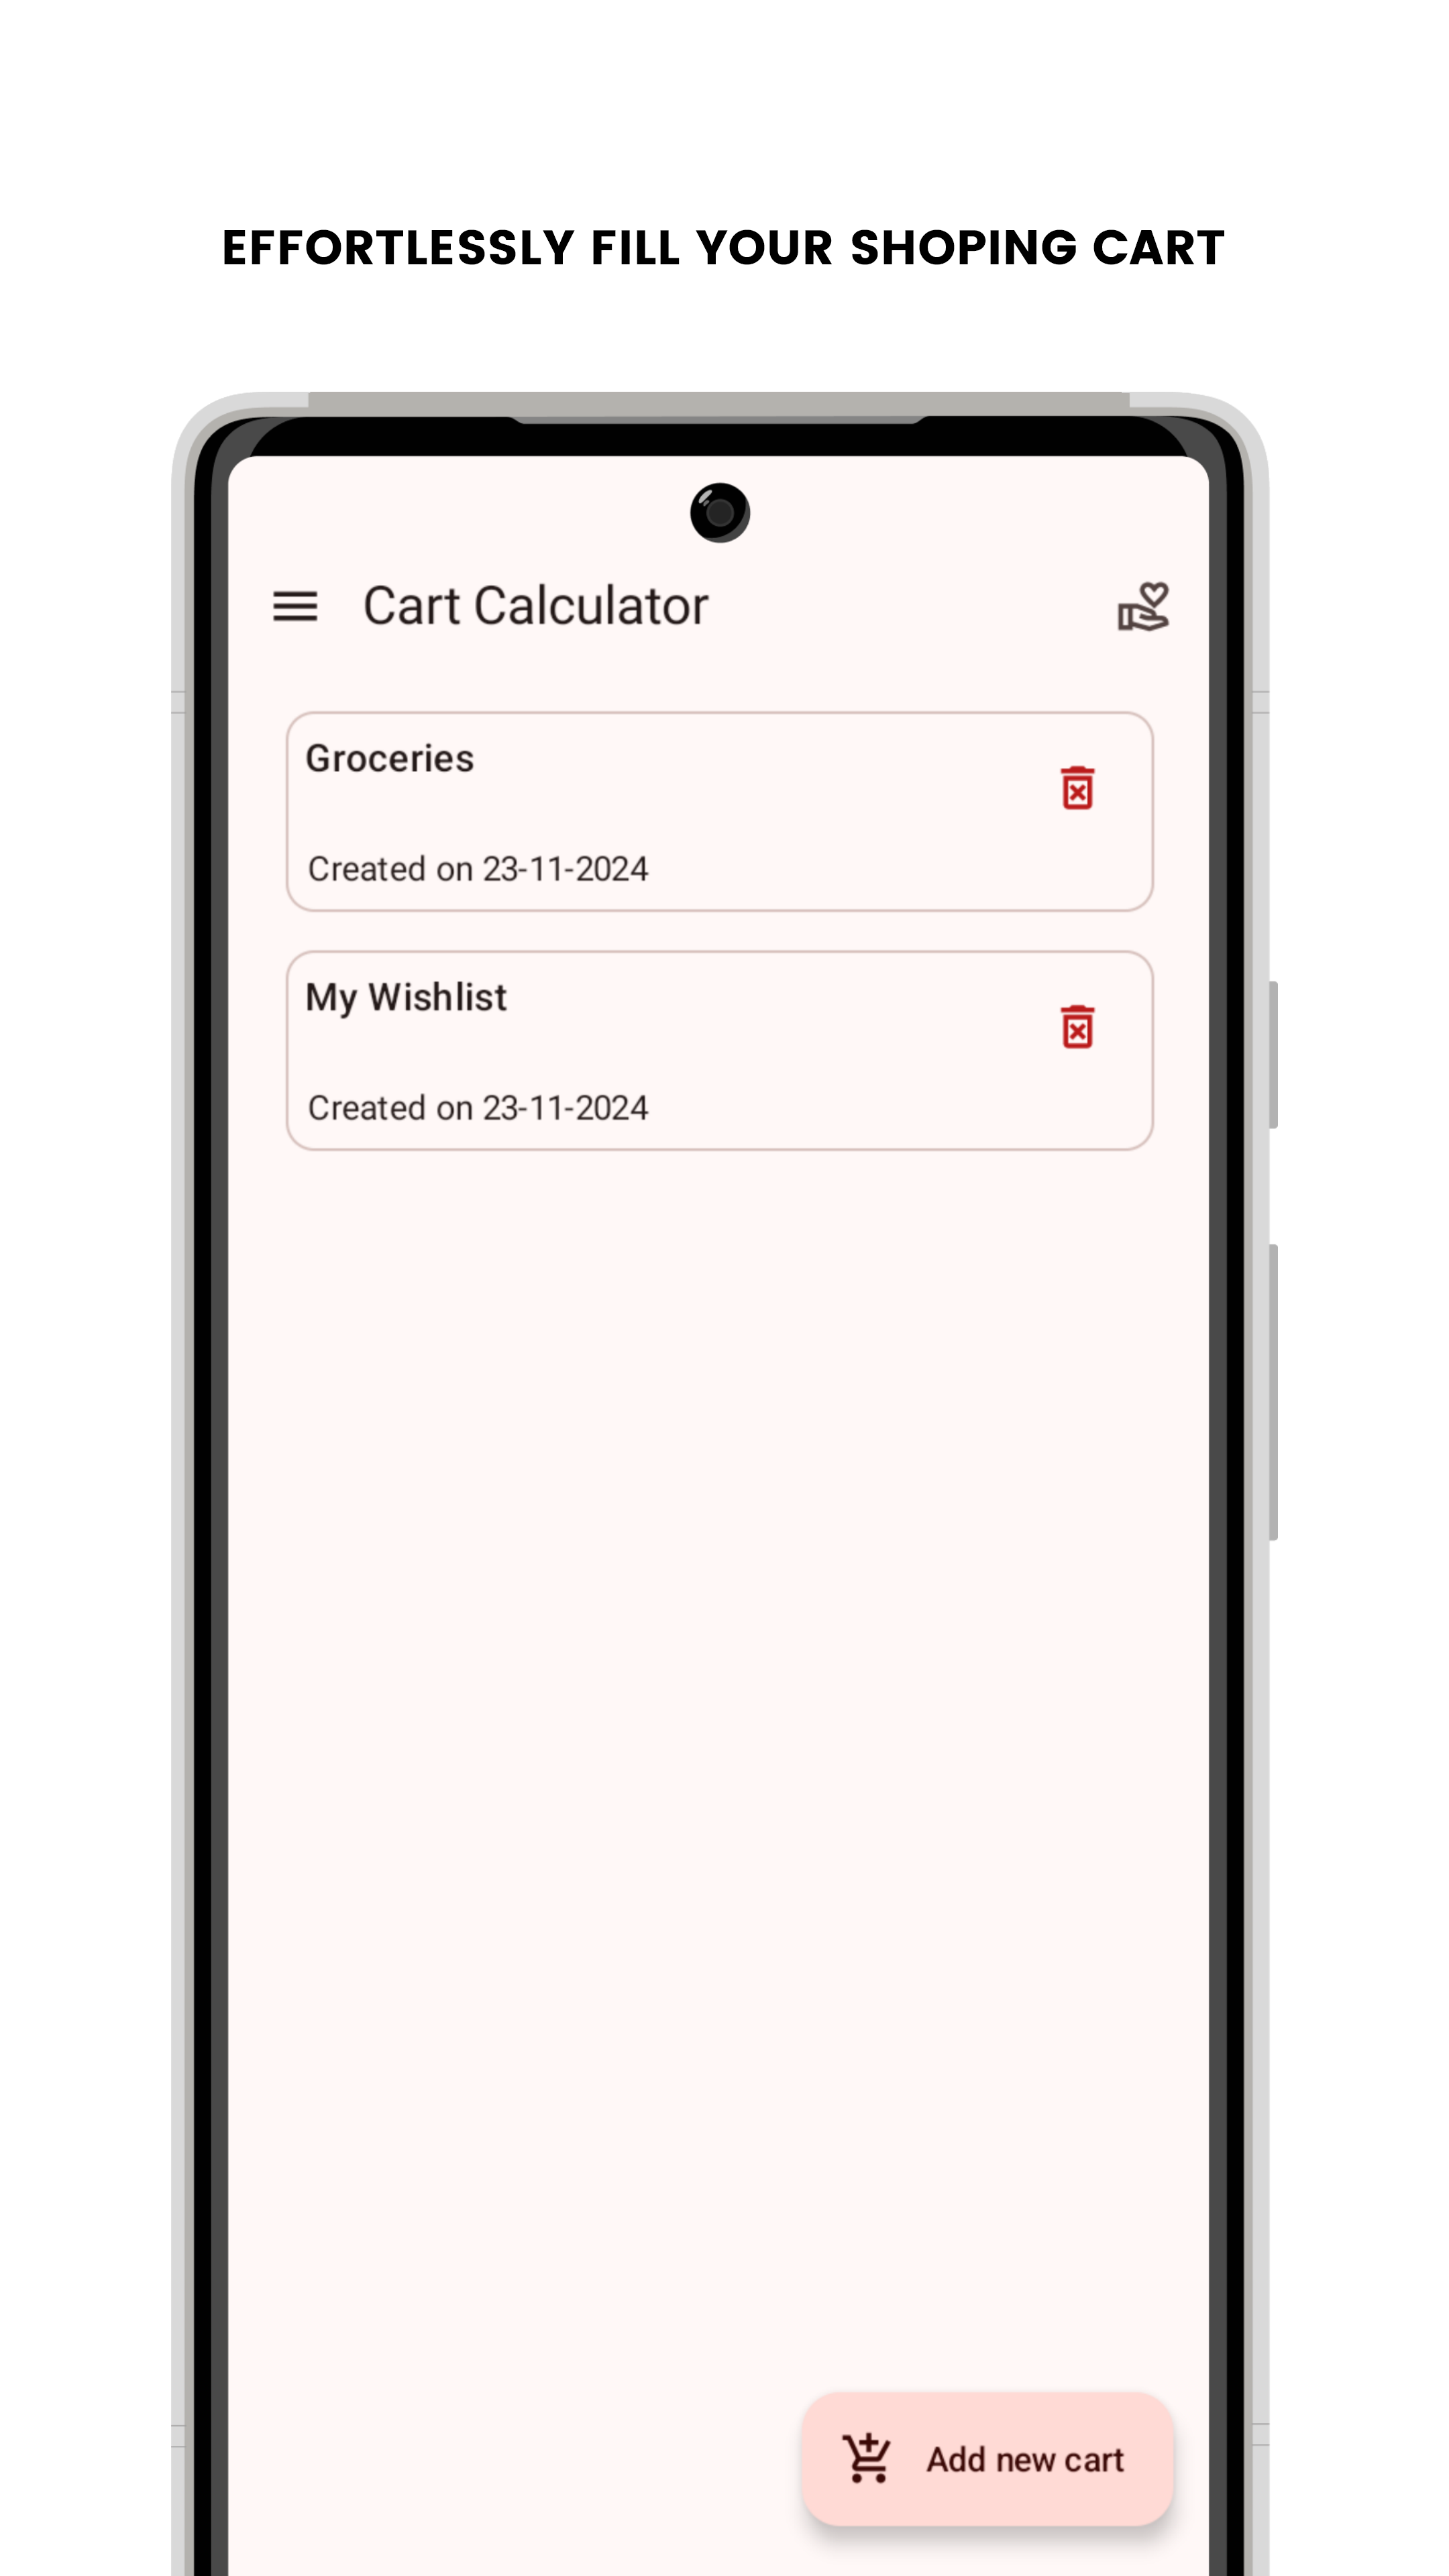 EFFORTLESSLY FILL YOUR SHOPING CART
Cart Calculator
Groceries
Created on 23-11-2024
My Wishlist
Created on 23-11-2024
Add new cart